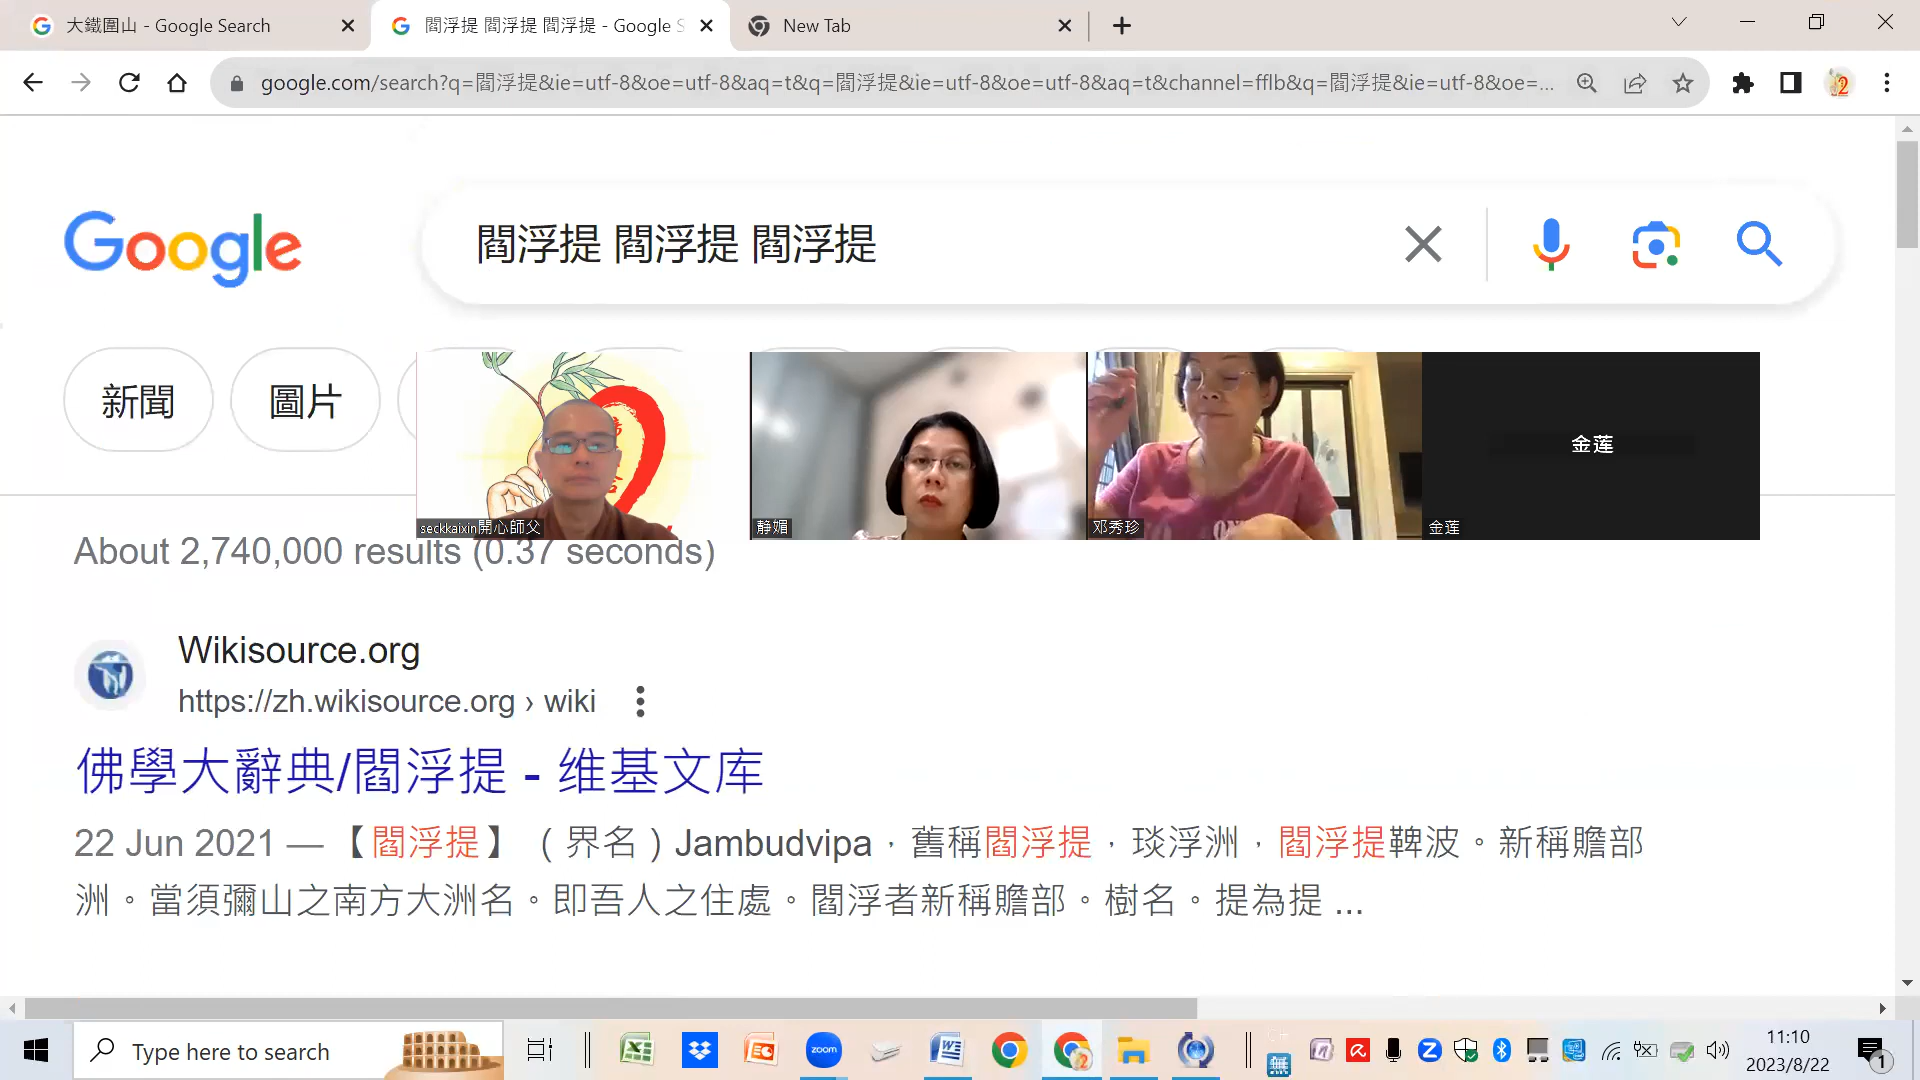 大鐵圍山 - Google Search
閻浮提 閻浮提 閻浮提 - Google S
New Tab
google.com/search?q=閻浮提&ie=utf-8&oe=utf-8&aq=t&q=閻浮提&ie=utf-8&oe=utf-8&aq=t&channel=fflb&q=閻浮提&ie=utf-8&oe=...
Google
閻浮提 閻浮提 閻浮提
新聞
圖片
金莲
seckkaixin開心師父
静媚
邓秀珍
金莲
About 2,740,000 results (0.37 seconds)
Wikisource.org
https://zh.wikisource.org › wiki
佛學大辭典/閻浮提 - 维基文库
22 Jun 2021 — 【閻浮提】 (界名) Jambudvipa，舊稱閻浮提，琰浮洲，閻浮提鞞波。新稱贍部
洲。當須彌山之南方大洲名。即吾人之住處。閻浮者新稱贍部。樹名。提為提 ...
Type here to search
zoom
11:10
2023/8/22
1